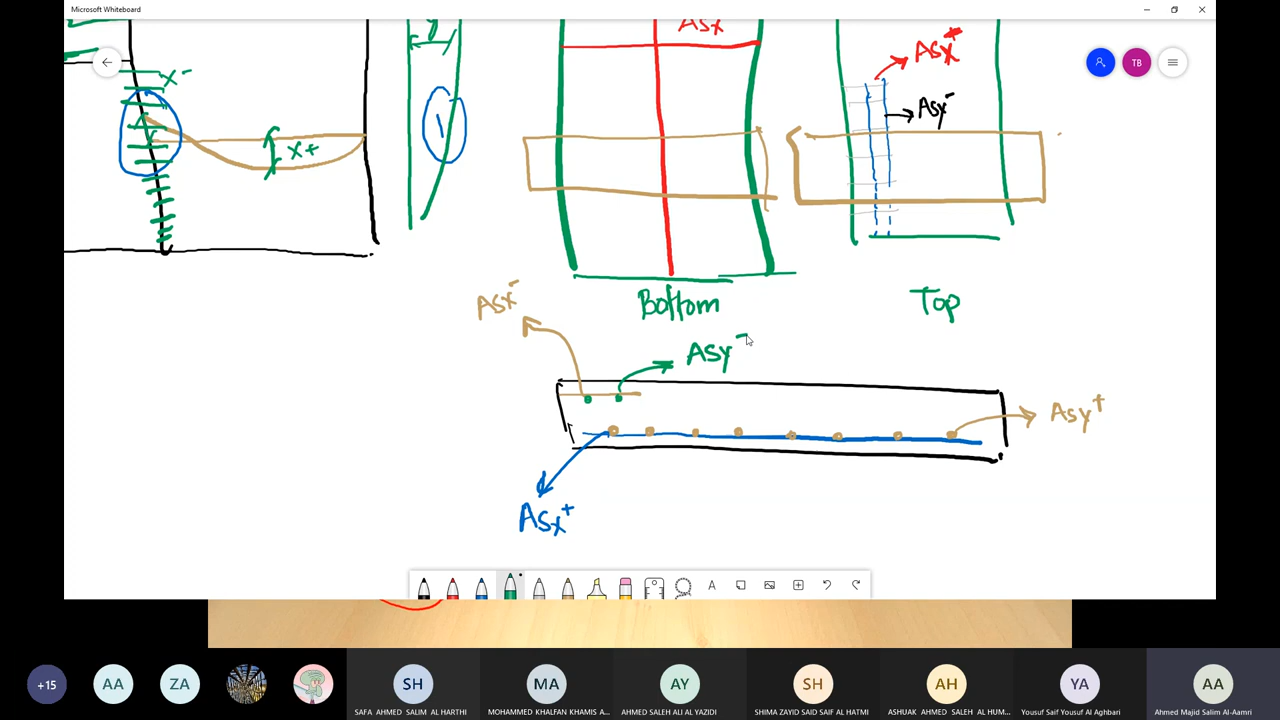 Microsoft Whiteboard
TB
Asx
Asx+
Asy-
x-
y
x+
1
Bottom
Top
Asx-
Asy-
Asy+
Asx+
A
+15
AA
ZA
SH
MA
AY
SH
AH
YA
AA
SAFA AHMED SALIM AL HARTHI
MOHAMMED KHALFAN KHAMIS A...
AHMED SALEH ALI AL YAZIDI
SHIMA ZAYID SAID SAIF AL HATMI
ASHUAK AHMED SALEH AL HUM...
Yousuf Saif Yousuf Al Aghbari
Ahmed Majid Salim Al-Aamri